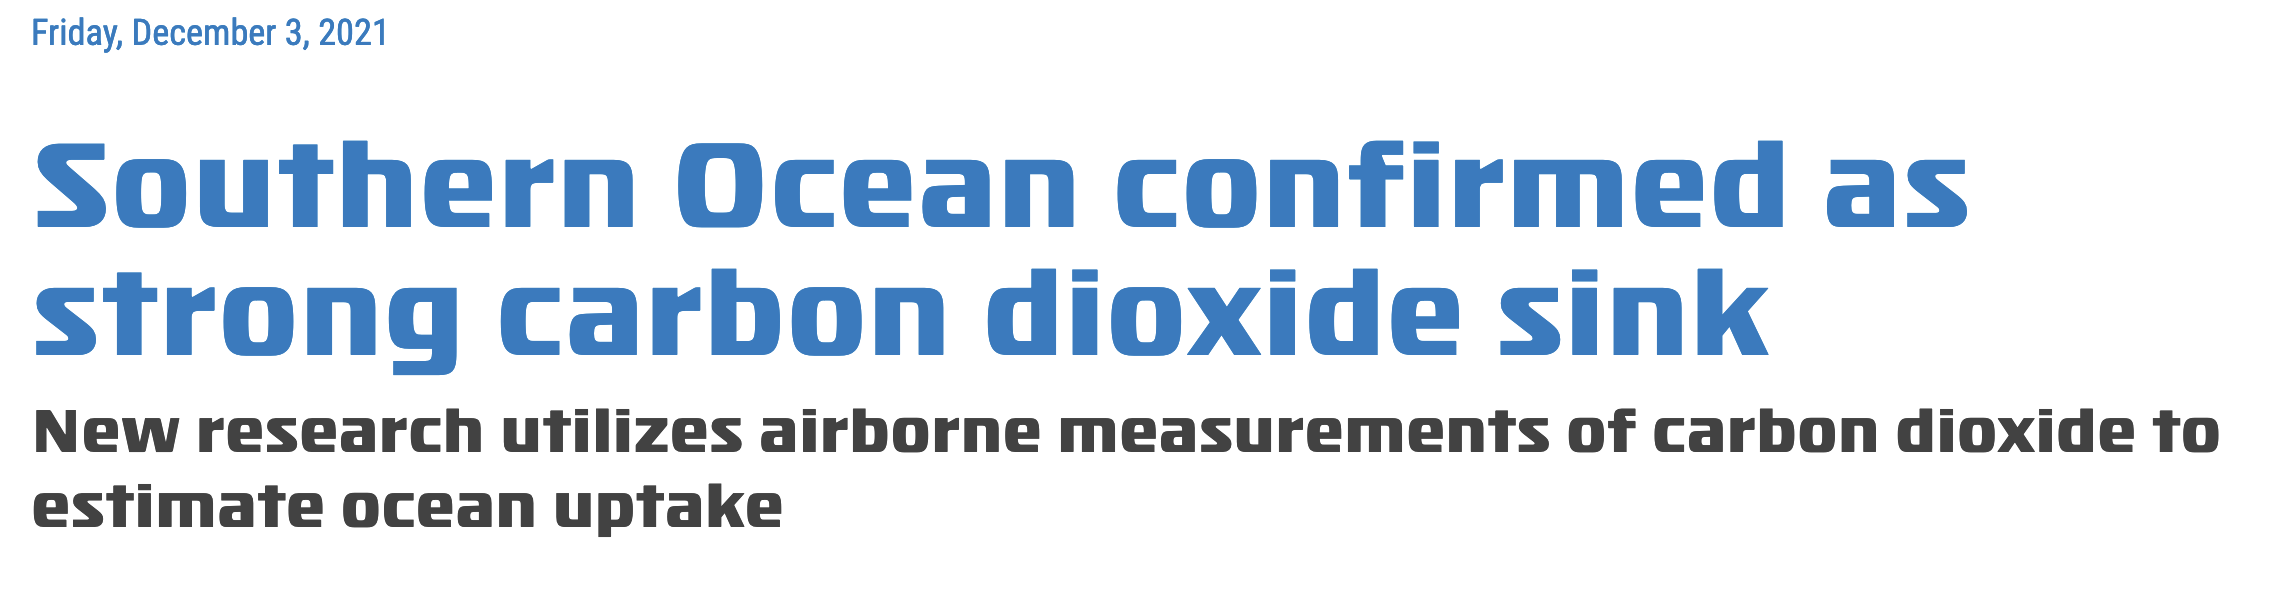 Friday, December 3, 2021
Southern Ocean confirmed as
strong carbon dioxide sink
New research utilizes airborne measurements of carbon dioxide to
estimate ocean uptake